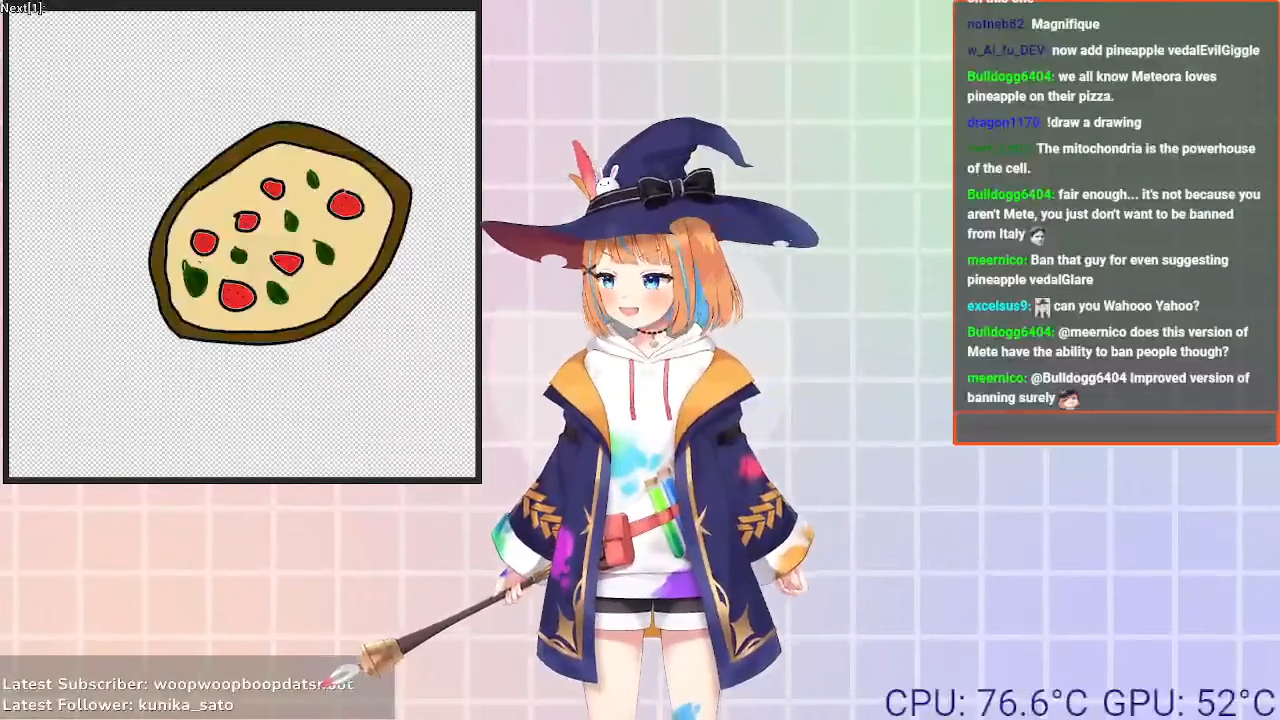 Next[1]:
on this one
notneb82 Magnifique
w_AI_fu_DEV now add pineapple vedalEvilGiggle
Bulldogg6404: we all know Meteora loves
pineapple on their pizza.
dragon1170 !draw a drawing
The mitochondria is the powerhouse
of the cell.
Bulldogg6404: fair enough... it's not because you
aren't Mete, you just don't want to be banned
from Italy
meernico: Ban that guy for even suggesting
pineapple vedalGlare
excelsus9: can you Wahooo Yahoo?
Bulldogg6404: @meernico does this version of
Mete have the ability to ban people though?
meernico: @Bulldogg6404 Improved version of
banning surely
Latest Subscriber:
Latest Follower: kunika_sato
CPU: 76.6°C GPU: 52°C